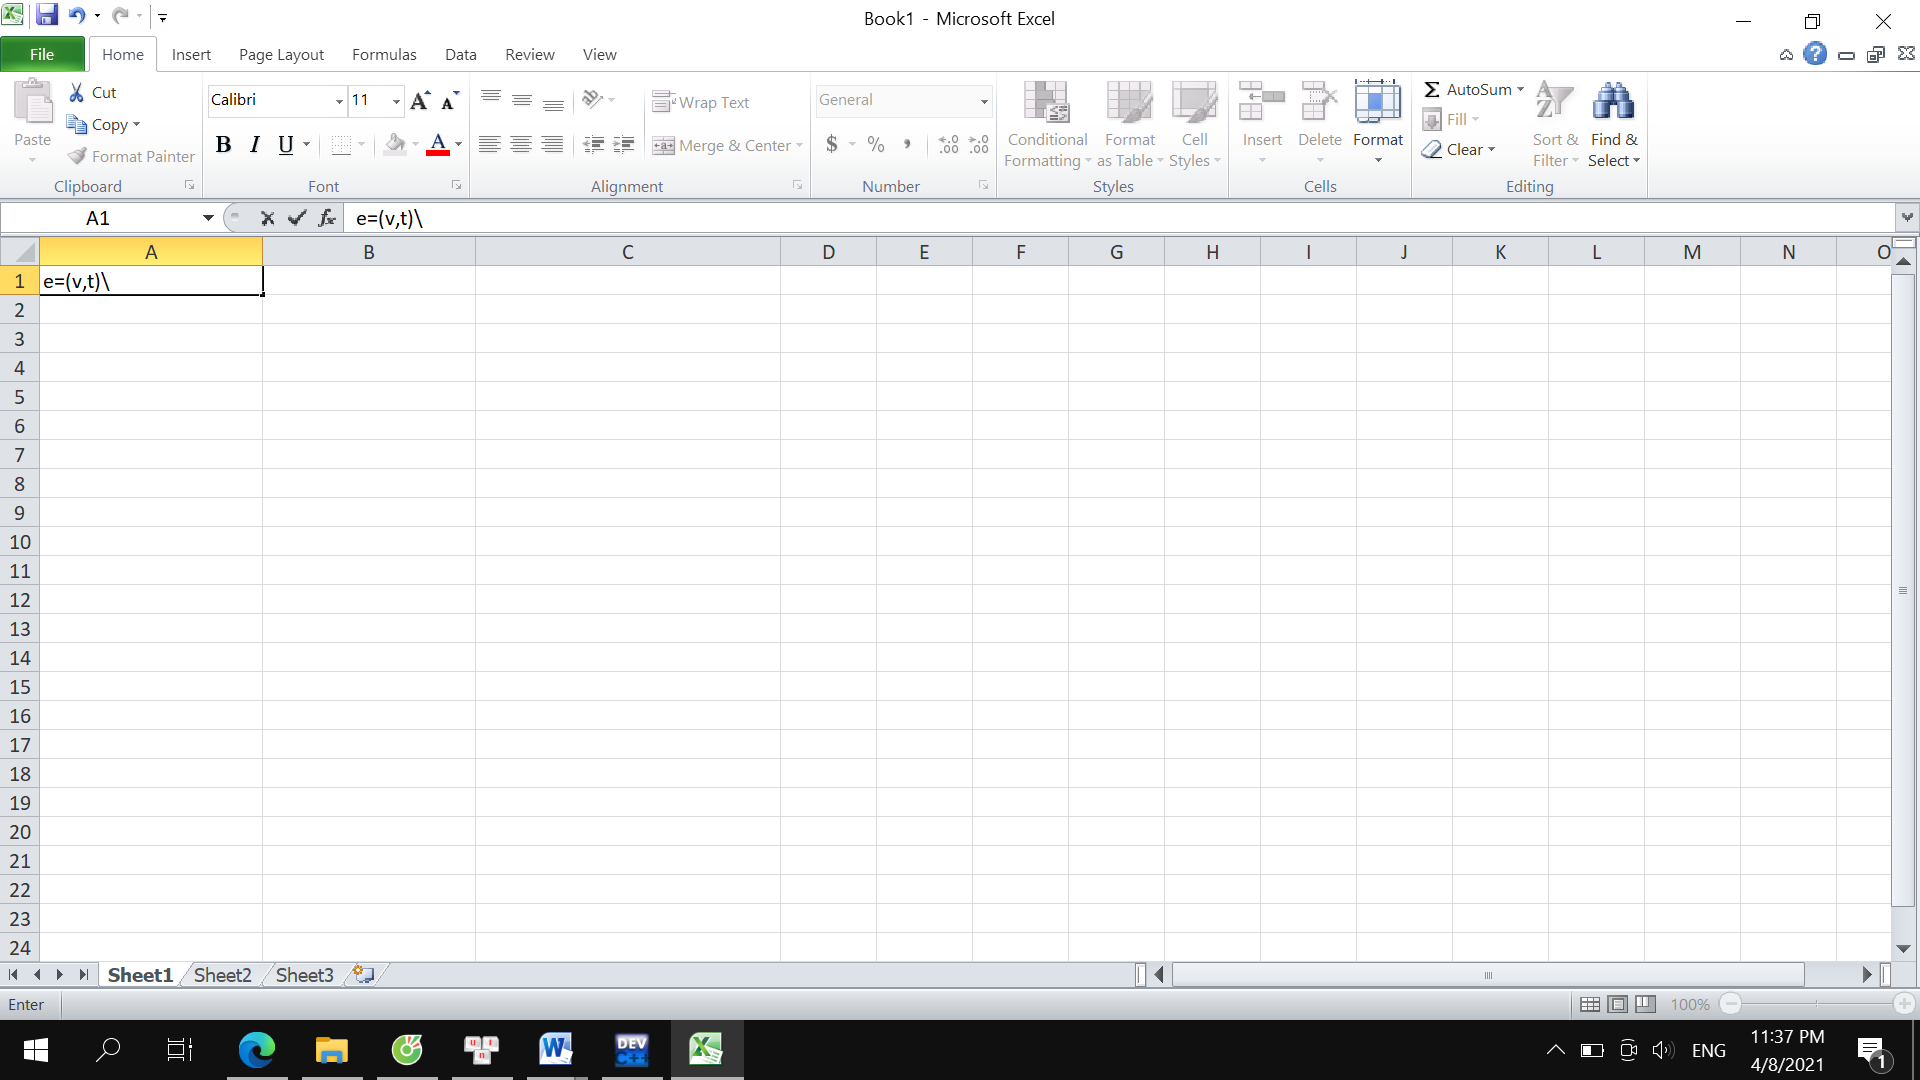 Book1 - Microsoft Excel
File Home Insert Page Layout Formulas Data Review View
Paste
Cut
Copy
Format Painter
Clipboard
Calibri 11
B I U
Font
Wrap Text
Merge & Center
Alignment
General
$ % ,
Number
Conditional Formatting
Format as Table
Cell Styles
Styles
Insert Delete Format
Cells
Σ AutoSum
Fill
Clear
Sort & Filter
Find & Select
Editing
A1 fx e=(v,t)\
A B C D E F G H I J K L M N O
1 e=(v,t)\
2
3
4
5
6
7
8
9
10
11
12
13
14
15
16
17
18
19
20
21
22
23
24
Sheet1 Sheet2 Sheet3
Enter 100%
u i n W DEV C++ ENG 11:37 PM
4/8/2021
1